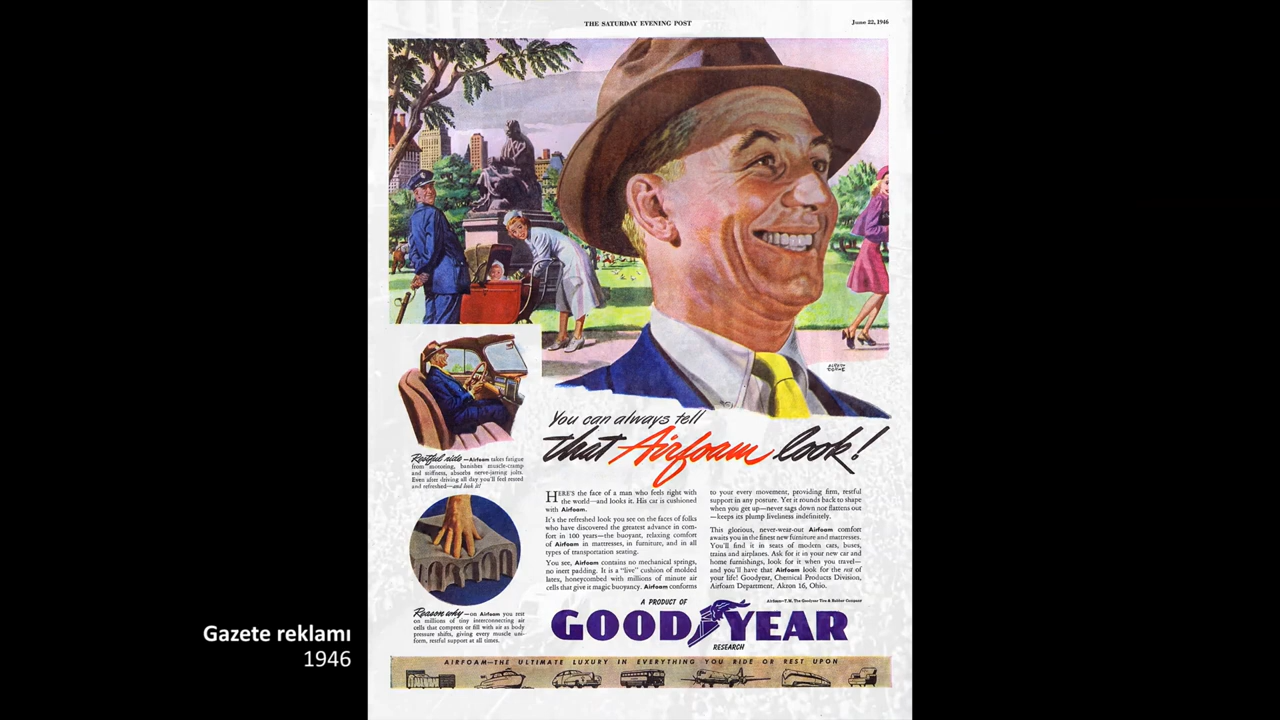 THE SATURDAY EVENING POST
June 22, 1946
You can always tell
that Airfoam look!
Restful ride—Airfoam takes fatigue
from motoring, banishes muscle-cramp
and stiffness, absorbs nerve-jarring jolts.
Even after driving all day you'll feel rested
and refreshed—and look it!
Reason why—on Airfoam you rest
on millions of tiny interconnecting air
cells that compress or fill with air as body
pressure shifts, giving every muscle uni-
form, restful support at all times.
HERE'S the face of a man who feels right with
the world—and looks it. His car is cushioned
with Airfoam.
It's the refreshed look you see on the faces of folks
who have discovered the greatest advance in com-
fort in 100 years—the buoyant, relaxing comfort
of Airfoam in mattresses, in furniture, and in all
types of transportation seating.
You see, Airfoam contains no mechanical springs,
no inert padding. It is a "live" cushion of molded
latex, honeycombed with millions of minute air
cells that give it magic buoyancy. Airfoam conforms
to your every movement, providing firm, restful
support in any posture. Yet it rounds back to shape
when you get up—never sags down nor flattens out
—keeps its plump liveliness indefinitely.
This glorious, never-wear-out Airfoam comfort
awaits you in the finest new furniture and mattresses.
You'll find it in seats of modern cars, buses,
trains and airplanes. Ask for it in your new car and
home furnishings, look for it when you travel—
and you'll have that Airfoam look for the rest of
your life! Goodyear, Chemical Products Division,
Airfoam Department, Akron 16, Ohio.
Airfoam—T.M. The Goodyear Tire & Rubber Company
A PRODUCT OF
GOODYEAR
RESEARCH
AIRFOAM—THE ULTIMATE LUXURY IN EVERYTHING YOU RIDE OR REST UPON
Gazete reklamı
1946